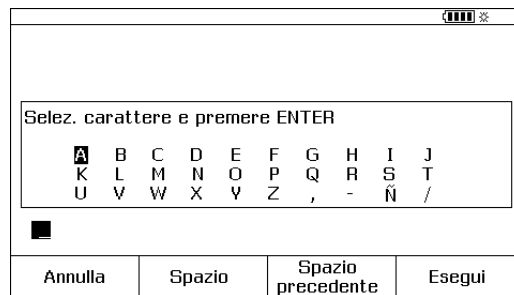 Selez. carattere e premere ENTER
A B C D E F G H I J
K L M N O P Q R S T
U V W X Y Z , - Ñ /
Annulla Spazio Spazio precedente Esegui